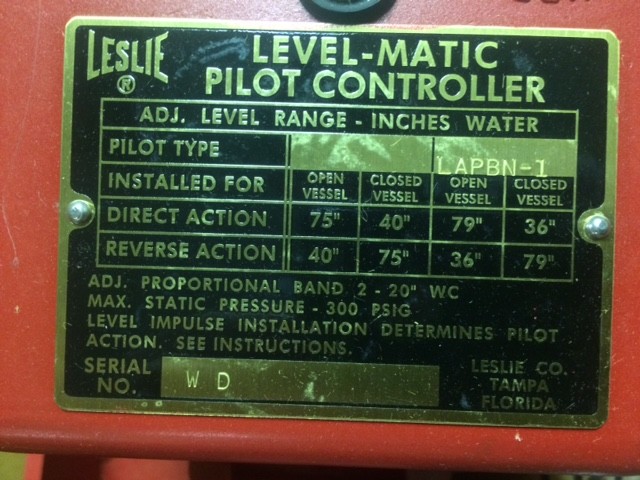 LESLIE
®
LEVEL-MATIC
PILOT CONTROLLER
ADJ. LEVEL RANGE - INCHES WATER
PILOT TYPE LAPBN-1
INSTALLED FOR OPEN VESSEL CLOSED VESSEL OPEN VESSEL CLOSED VESSEL
DIRECT ACTION 75" 40" 79" 36"
REVERSE ACTION 40" 75" 36" 79"
ADJ. PROPORTIONAL BAND 2 - 20" WC
MAX. STATIC PRESSURE - 300 PSIG
LEVEL IMPULSE INSTALLATION DETERMINES PILOT
ACTION. SEE INSTRUCTIONS.
SERIAL
NO. W D
LESLIE CO.
TAMPA
FLORIDA